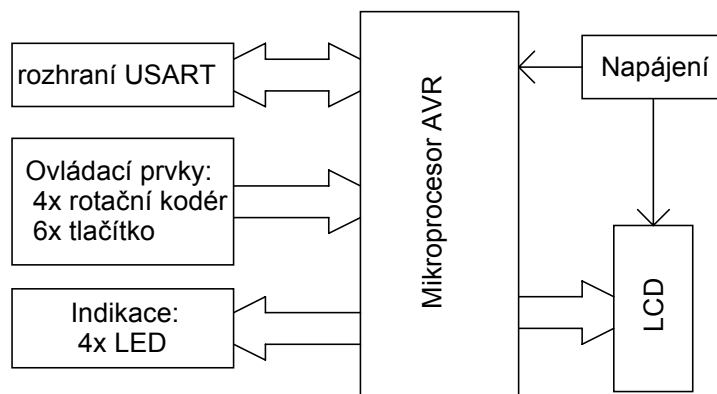 rozhraní USART
Ovládací prvky:
4x rotační kodér
6x tlačítko
Indikace:
4x LED
Mikroprocesor AVR
Napájení
LCD